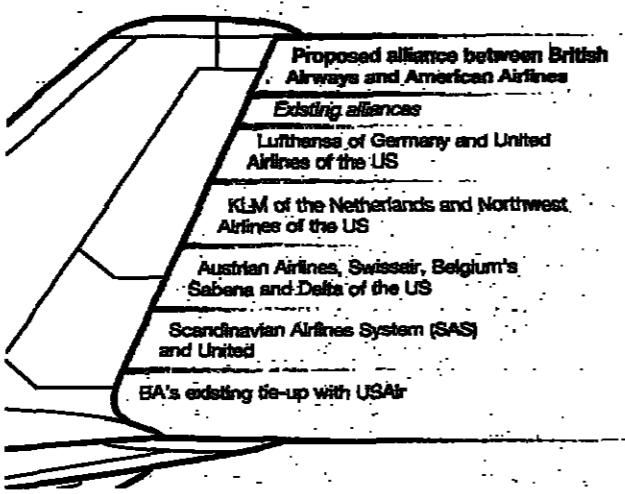 Proposed alliance between British
Airways and American Airlines
Existing alliances
Lufthansa of Germany and United
Airlines of the US
KLM of the Netherlands and Northwest
Airlines of the US
Austrian Airlines, Swissair, Belgium's
Sabena and Delta of the US
Scandinavian Airlines System (SAS)
and United
BA's existing tie-up with USAir